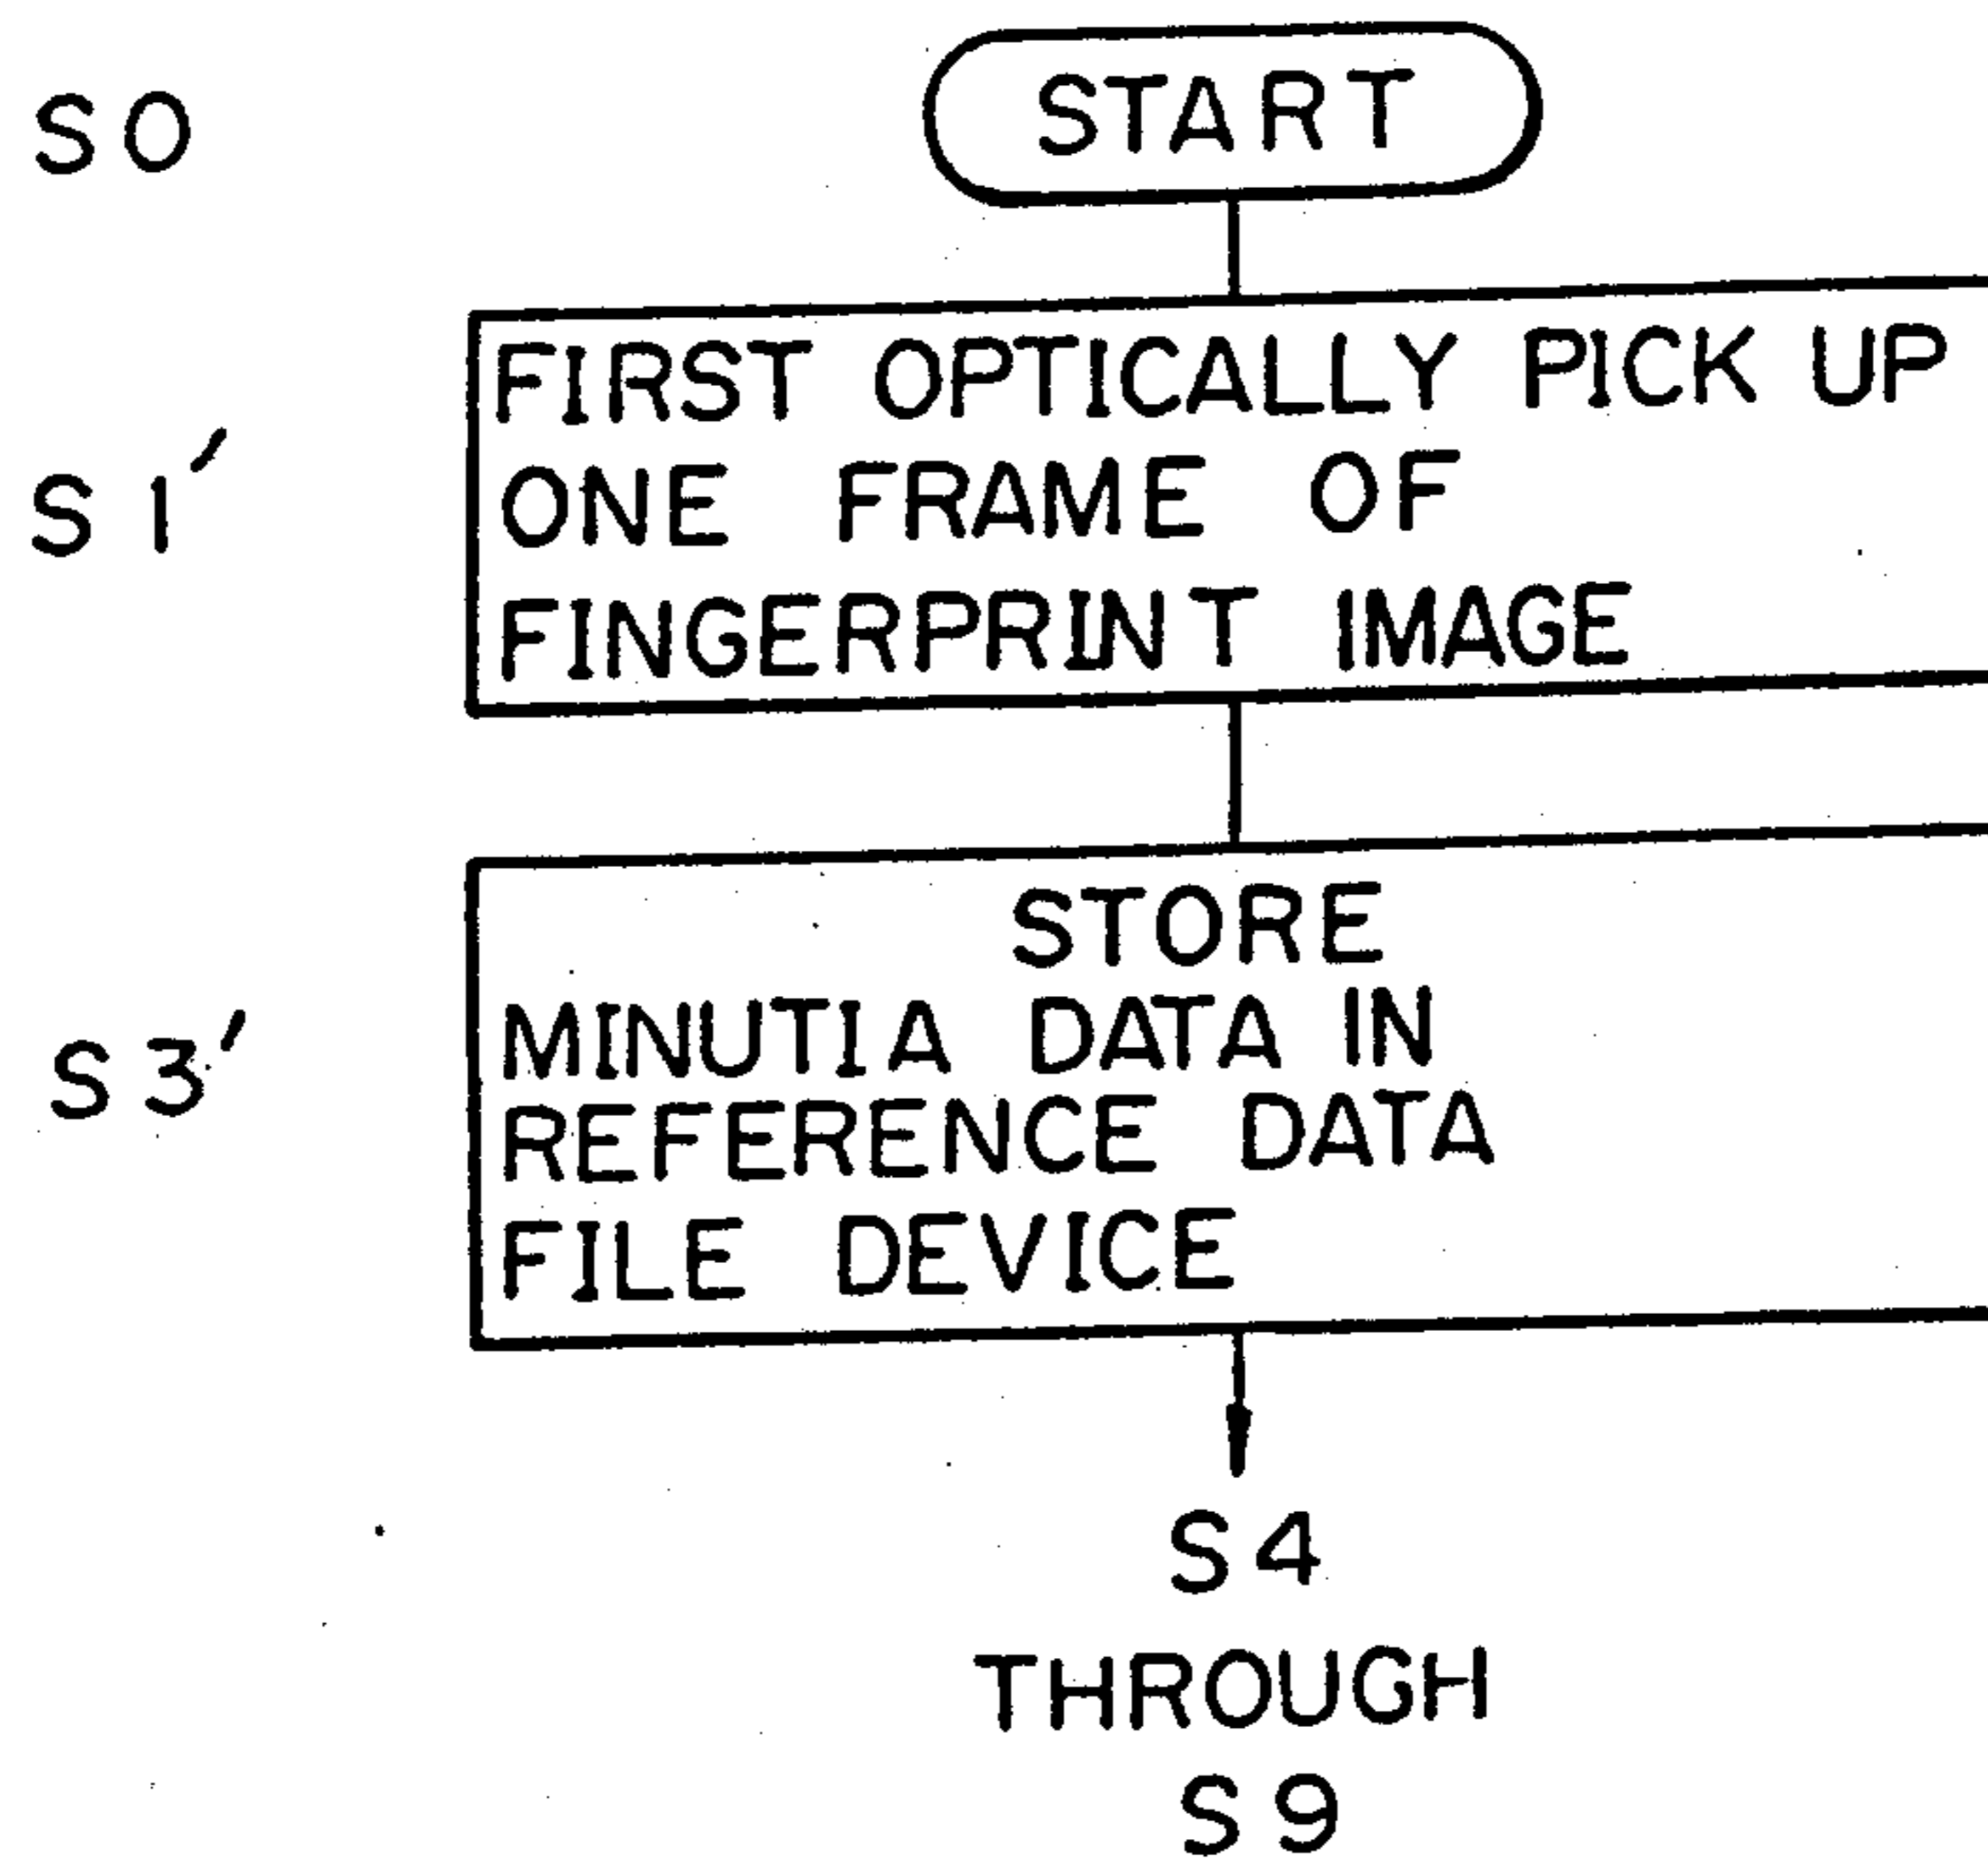 S0
START
S1′
FIRST OPTICALLY PICK UP
ONE FRAME OF
FINGERPRINT IMAGE
S3′
STORE
MINUTIA DATA IN
REFERENCE DATA
FILE DEVICE
S4
THROUGH
S9